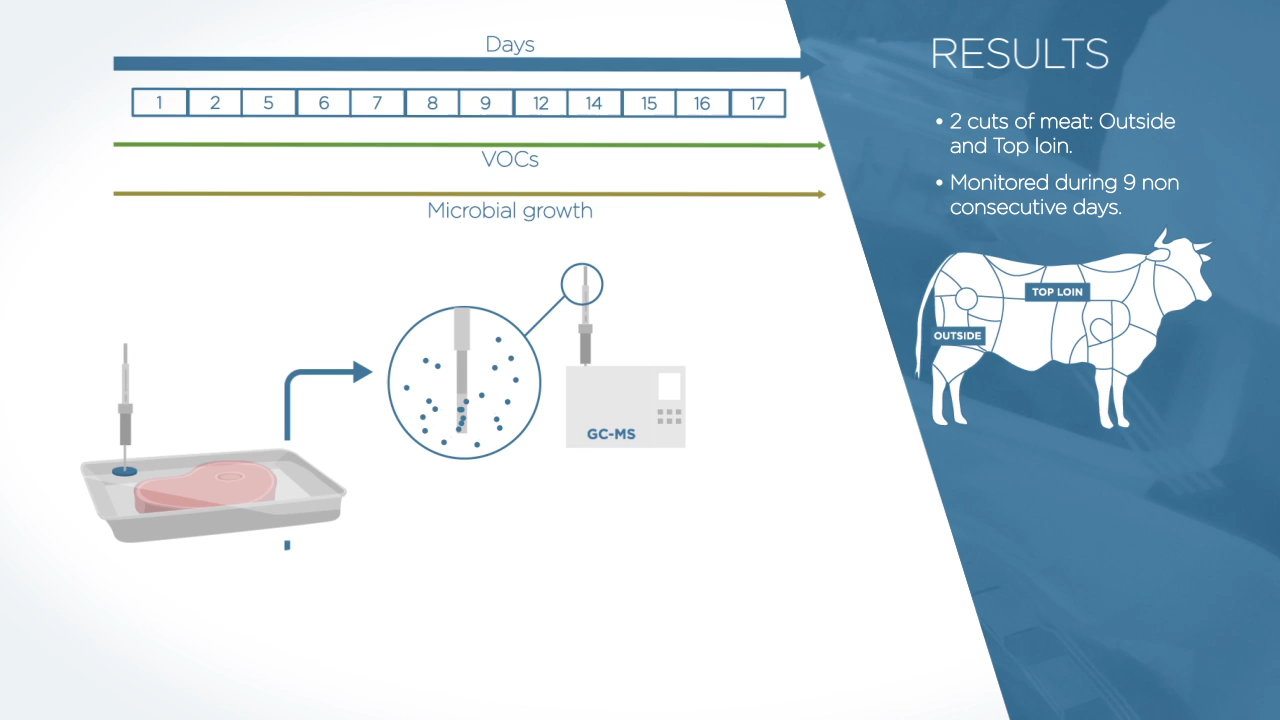 Days
1 2 5 6 7 8 9 12 14 15 16 17
VOCs
Microbial growth
GC-MS
RESULTS
• 2 cuts of meat: Outside
and Top loin.
• Monitored during 9 non
consecutive days.
TOP LOIN
OUTSIDE